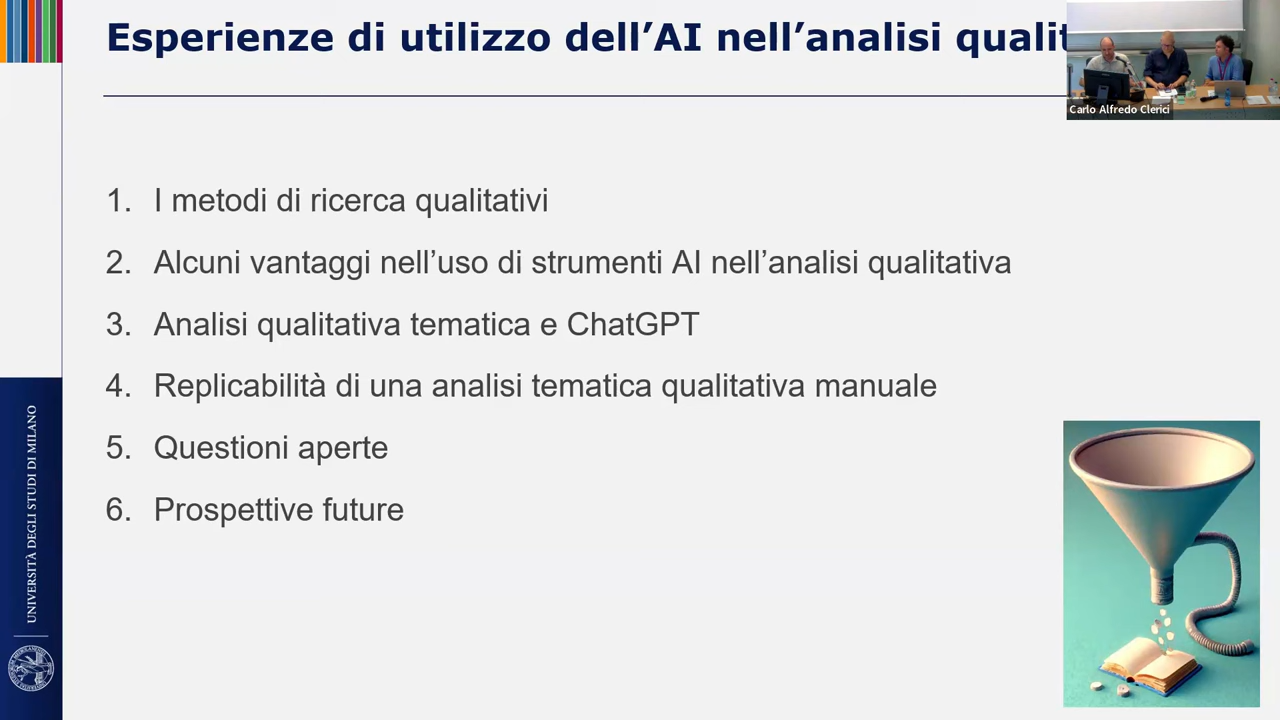 Esperienze di utilizzo dell’AI nell’analisi qualit
Carlo Alfredo Clerici
1. I metodi di ricerca qualitativi
2. Alcuni vantaggi nell’uso di strumenti AI nell’analisi qualitativa
3. Analisi qualitativa tematica e ChatGPT
4. Replicabilità di una analisi tematica qualitativa manuale
5. Questioni aperte
6. Prospettive future
UNIVERSITÀ DEGLI STUDI DI MILANO